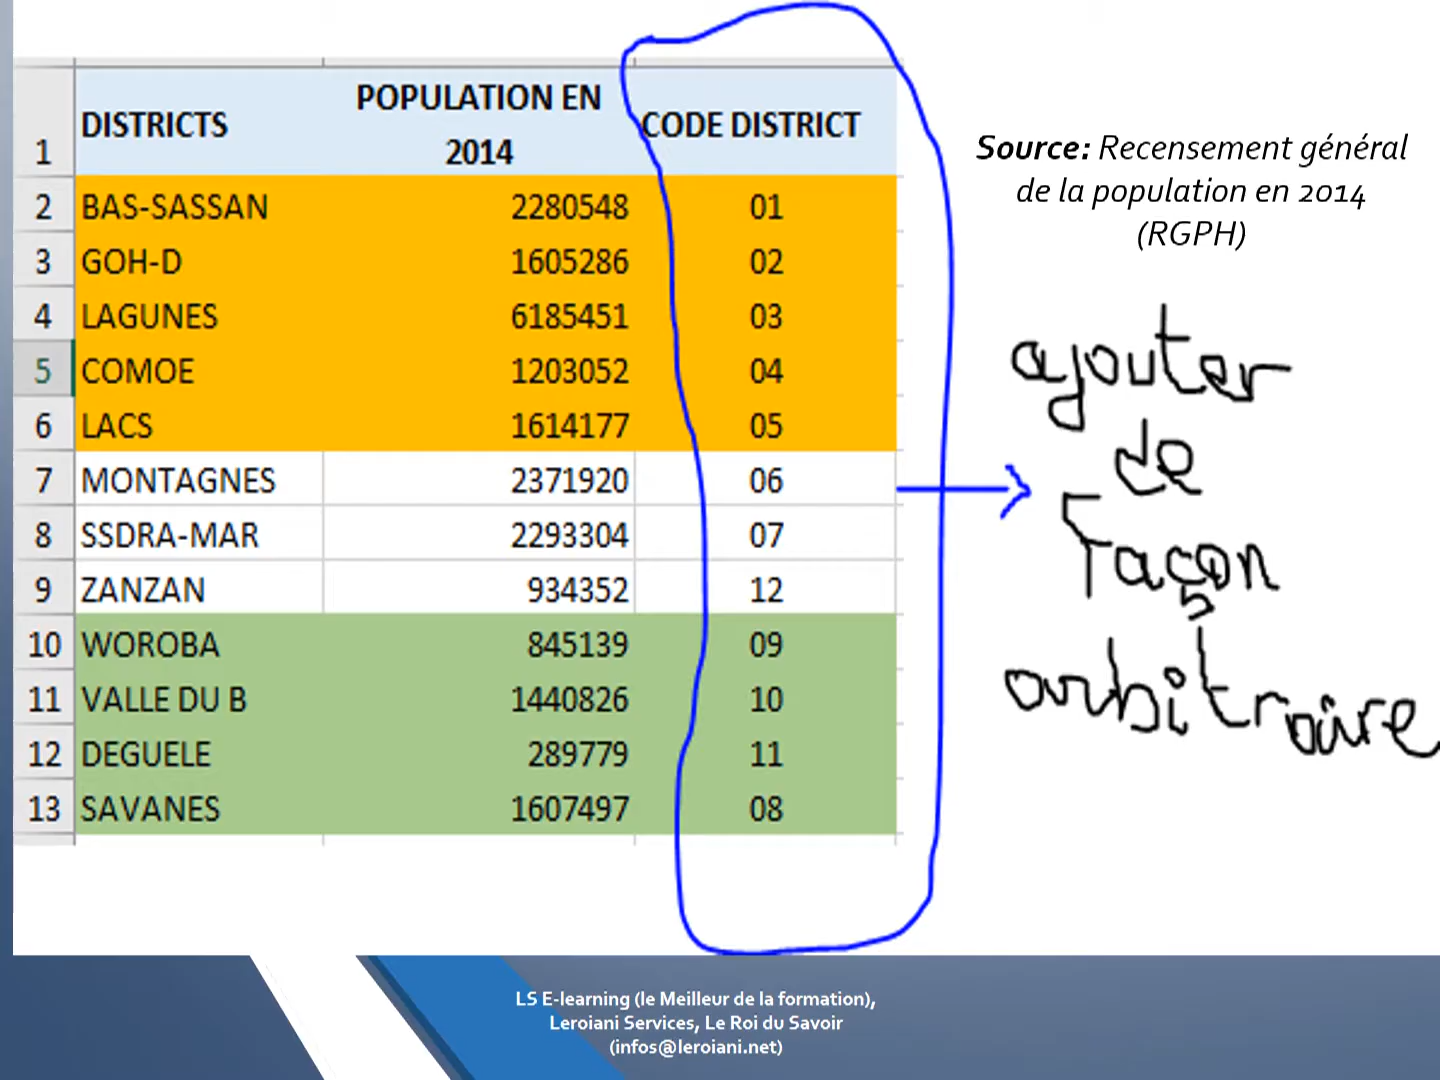 1 DISTRICTS POPULATION EN 2014 CODE DISTRICT
2 BAS-SASSAN 2280548 01
3 GOH-D 1605286 02
4 LAGUNES 6185451 03
5 COMOE 1203052 04
6 LACS 1614177 05
7 MONTAGNES 2371920 06
8 SSDRA-MAR 2293304 07
9 ZANZAN 934352 12
10 WOROBA 845139 09
11 VALLE DU B 1440826 10
12 DEGUELE 289779 11
13 SAVANES 1607497 08
Source: Recensement général
de la population en 2014
(RGPH)
ajouter
de
façon
arbitraire
LS E-learning (le Meilleur de la formation),
Leroiani Services, Le Roi du Savoir
(infos@leroiani.net)